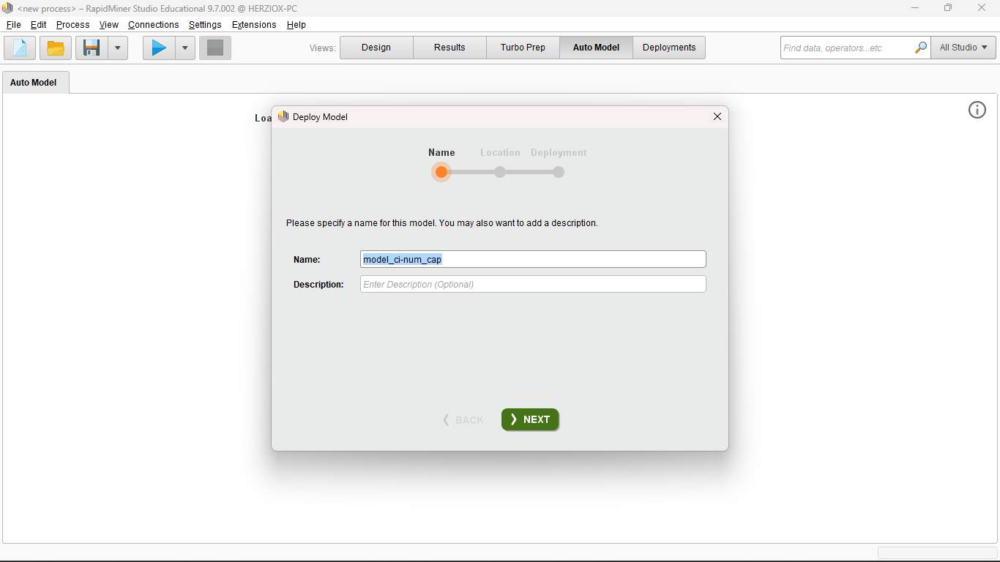 <new process> – RapidMiner Studio Educational 9.7.002 @ HERZIOX-PC
File Edit Process View Connections Settings Extensions Help
Views: Design Results Turbo Prep Auto Model Deployments Find data, operators...etc All Studio
Auto Model
Loa
Deploy Model
Name Location Deployment
Please specify a name for this model. You may also want to add a description.
Name: model_ci-num_cap
Description: Enter Description (Optional)
BACK NEXT